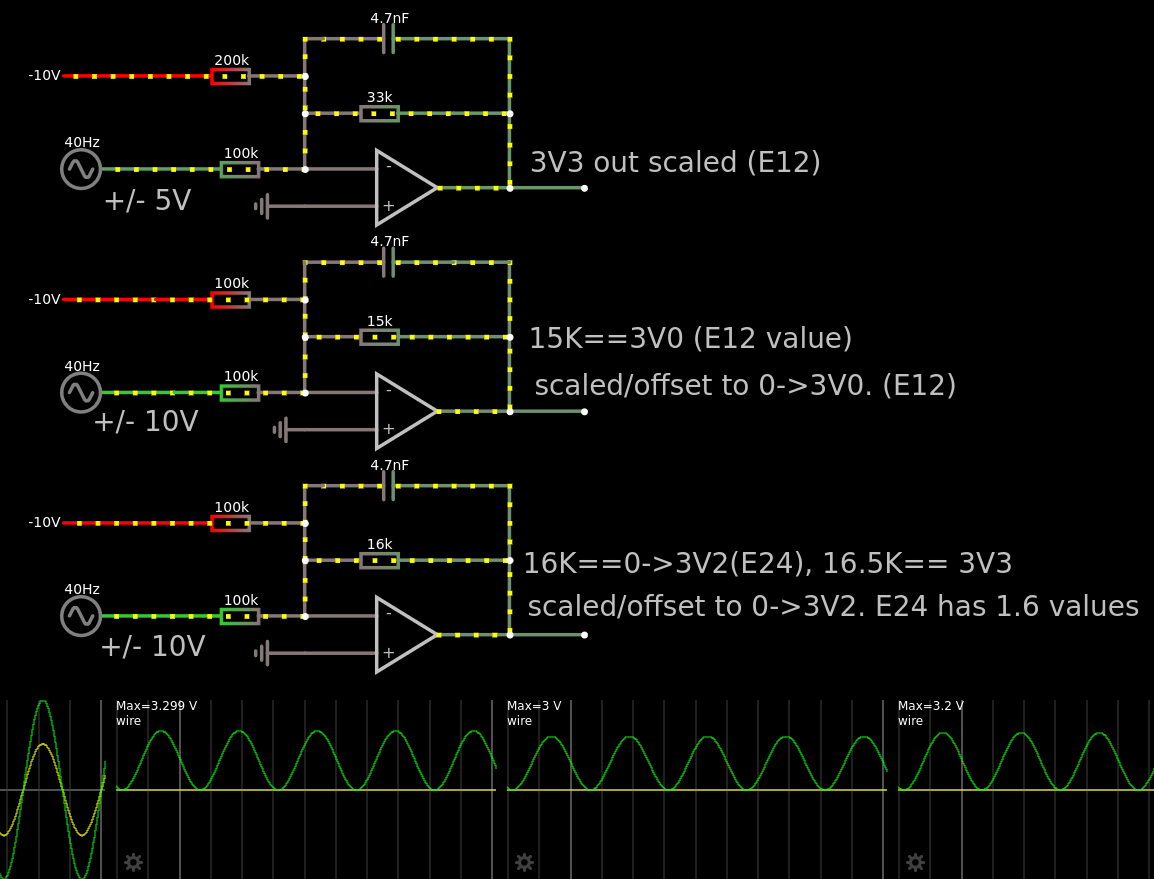 4.7nF
200k
-10V
33k
40Hz
100k
-
3V3 out scaled (E12)
+/- 5V
+
4.7nF
100k
-10V
15k
15K==3V0 (E12 value)
40Hz
100k
-
scaled/offset to 0->3V0. (E12)
+/- 10V
+
4.7nF
100k
-10V
16k
16K==0->3V2(E24), 16.5K== 3V3
40Hz
100k
-
scaled/offset to 0->3V2. E24 has 1.6 values
+/- 10V
+
Max=3.299 V
wire
Max=3 V
wire
Max=3.2 V
wire